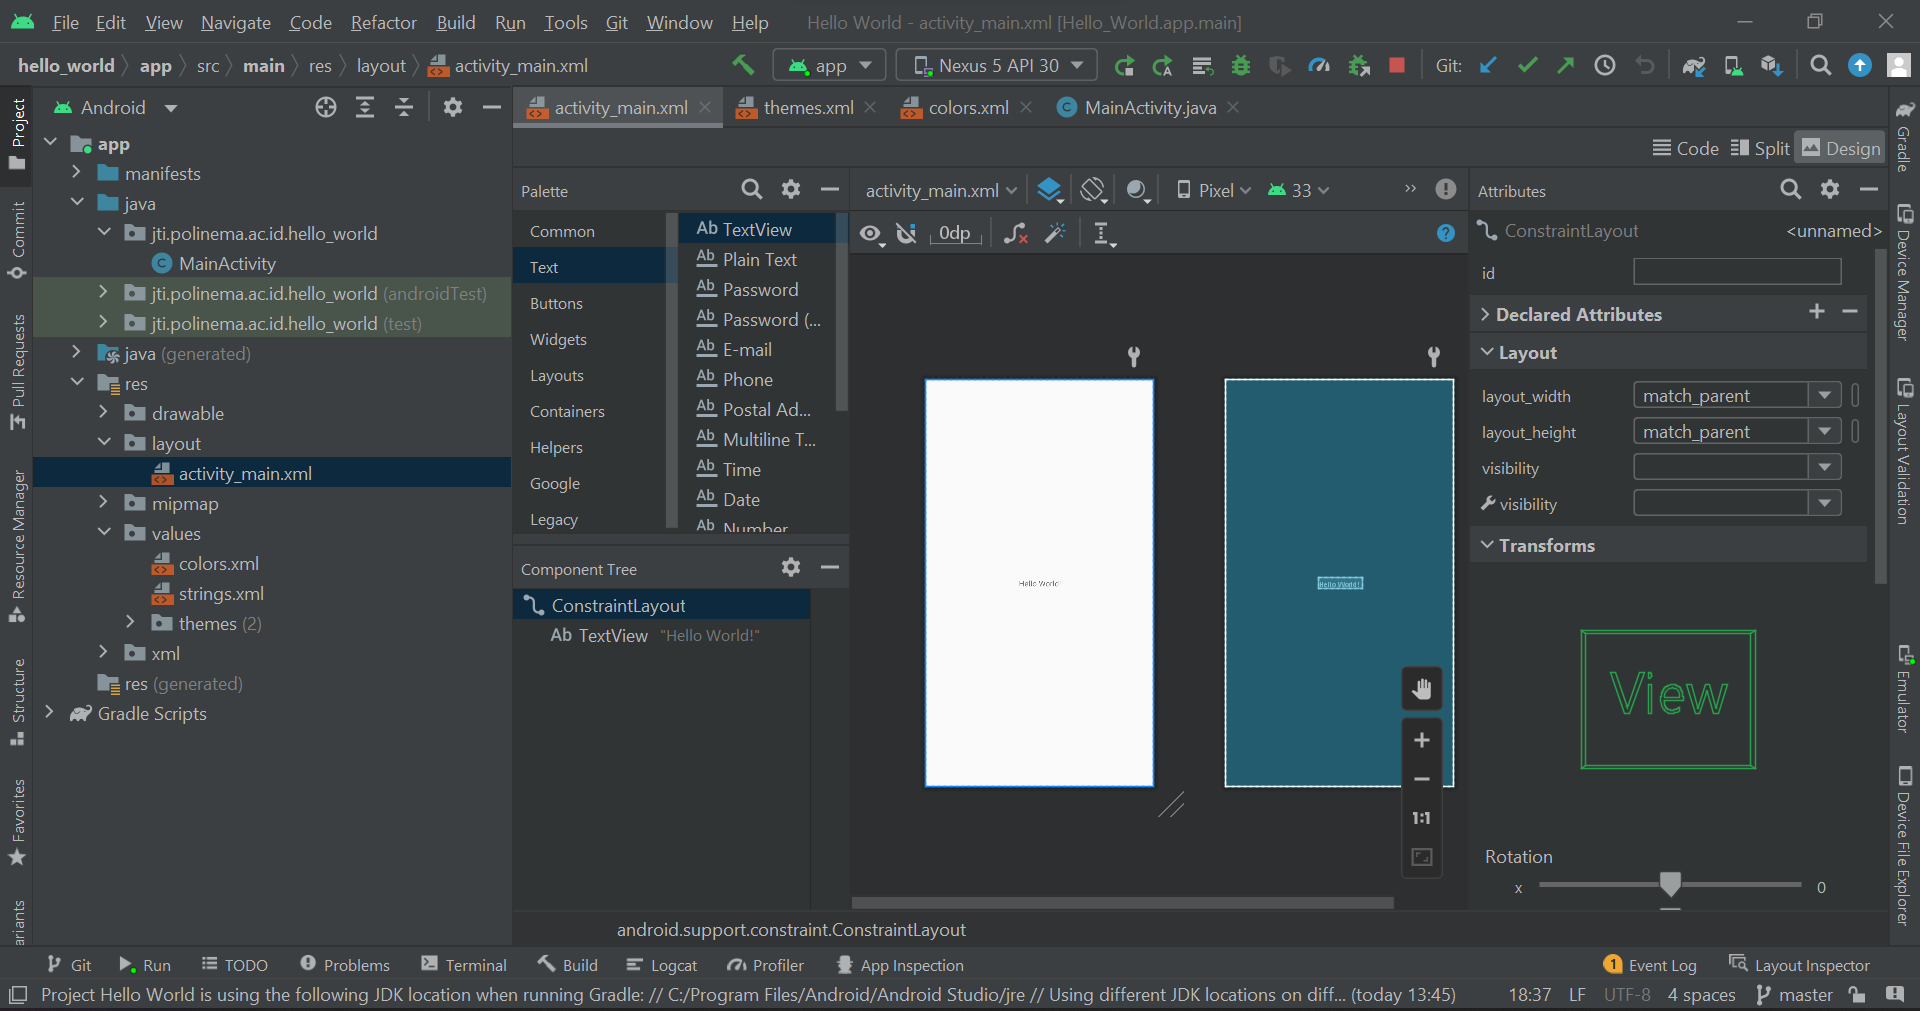 File Edit View Navigate Code Refactor Build Run Tools Git Window Help Hello World - activity_main.xml [Hello_World.app.main]
hello_world app src main res layout activity_main.xml app Nexus 5 API 30 Git:
Project
Commit
Pull Requests
Resource Manager
Structure
Favorites
ariants
Android
app
manifests
java
jti.polinema.ac.id.hello_world
MainActivity
jti.polinema.ac.id.hello_world (androidTest)
jti.polinema.ac.id.hello_world (test)
java (generated)
res
drawable
layout
activity_main.xml
mipmap
values
colors.xml
strings.xml
themes (2)
xml
res (generated)
Gradle Scripts
activity_main.xml themes.xml colors.xml MainActivity.java
Code Split Design
Palette
Common
Text
Buttons
Widgets
Layouts
Containers
Helpers
Google
Legacy
Ab TextView
Ab Plain Text
Ab Password
Ab Password (...
Ab E-mail
Ab Phone
Ab Postal Ad...
Ab Multiline T...
Ab Time
Ab Date
Ab Number
Component Tree
ConstraintLayout
Ab TextView "Hello World!"
activity_main.xml Pixel 33
0dp
Hello World!
Hello World!
1:1
android.support.constraint.ConstraintLayout
Attributes
ConstraintLayout <unnamed>
id
Declared Attributes
Layout
layout_width match_parent
layout_height match_parent
visibility
visibility
Transforms
View
Rotation
x 0
Gradle
Device Manager
Layout Validation
Emulator
Device File Explorer
Git Run TODO Problems Terminal Build Logcat Profiler App Inspection 1 Event Log Layout Inspector
Project Hello World is using the following JDK location when running Gradle: // C:/Program Files/Android/Android Studio/jre // Using different JDK locations on diff... (today 13:45) 18:37 LF UTF-8 4 spaces master